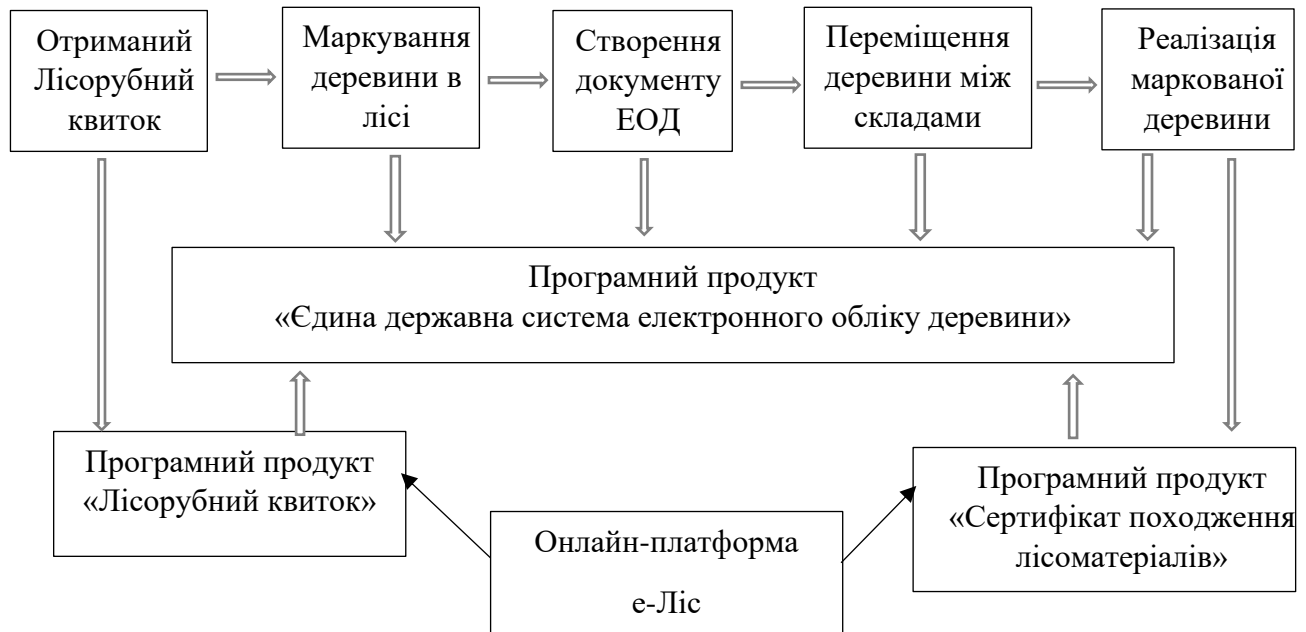 Отриманий
Лісорубний
квиток
Маркування
деревини в
лісі
Створення
документу
ЕОД
Переміщення
деревини між
складами
Реалізація
маркованої
деревини
Програмний продукт
«Єдина державна система електронного обліку деревини»
Програмний продукт
«Лісорубний квиток»
Онлайн-платформа
е-Ліс
Програмний продукт
«Сертифікат походження
лісоматеріалів»